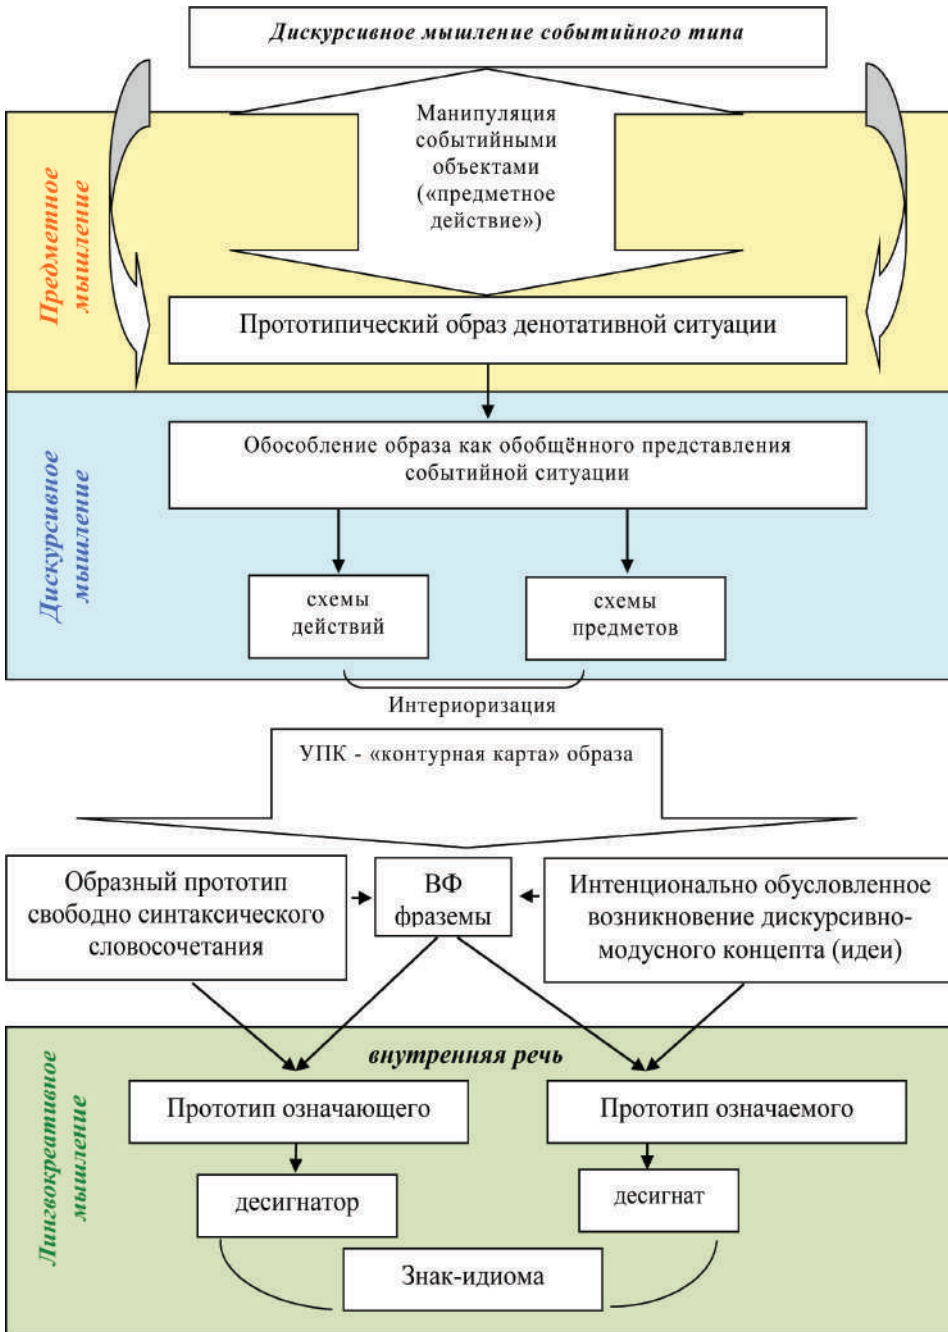 Дискурсивное мышление событийного типа
Манипуляция
событийными
объектами
(«предметное
действие»)
Предметное
мышление
Прототипический образ денотативной ситуации
Обособление образа как обобщённого представления
событийной ситуации
Дискурсивное
мышление
схемы
действий
схемы
предметов
Интериоризация
УПК - «контурная карта» образа
Образный прототип
свободно синтаксического
словосочетания
ВФ
фраземы
Интенционально обусловленное
возникновение дискурсивно-
модусного концепта (идеи)
Лингвокреативное
мышление
внутренняя речь
Прототип означающего
Прототип означаемого
десигнатор
десигнат
Знак-идиома